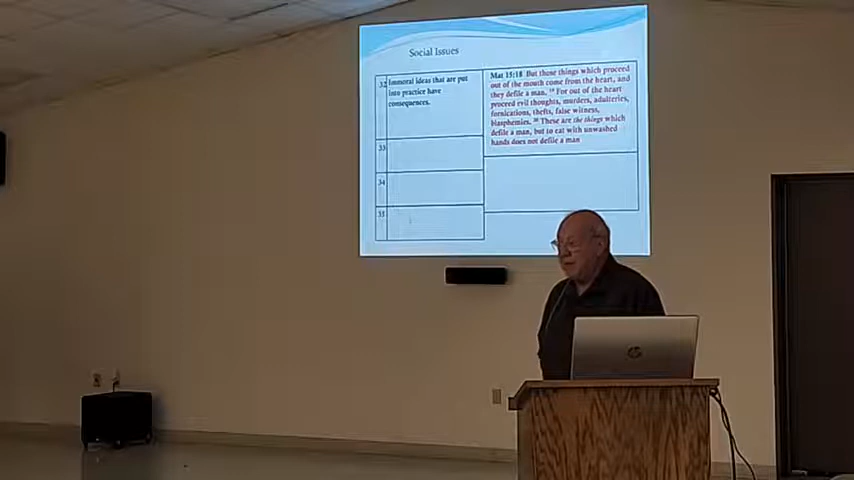 Social Issues
32 Immoral ideas that are put
into practice have
consequences.
Mat 15:18 But those things which proceed
out of the mouth come from the heart, and
they defile a man. 19 For out of the heart
proceed evil thoughts, murders, adulteries,
fornications, thefts, false witness,
blasphemies. 20 These are the things which
defile a man, but to eat with unwashed
hands does not defile a man
33
34
35
hp